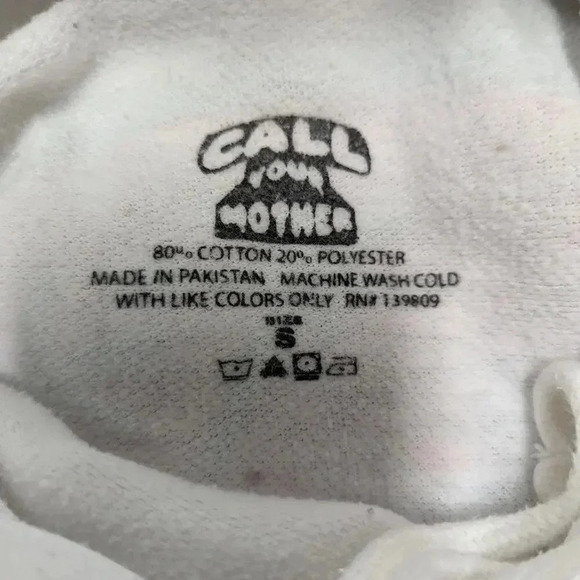 CALL
YOUR
MOTHER
80% COTTON 20% POLYESTER
MADE IN PAKISTAN MACHINE WASH COLD
WITH LIKE COLORS ONLY RN# 139809
SIZE
S